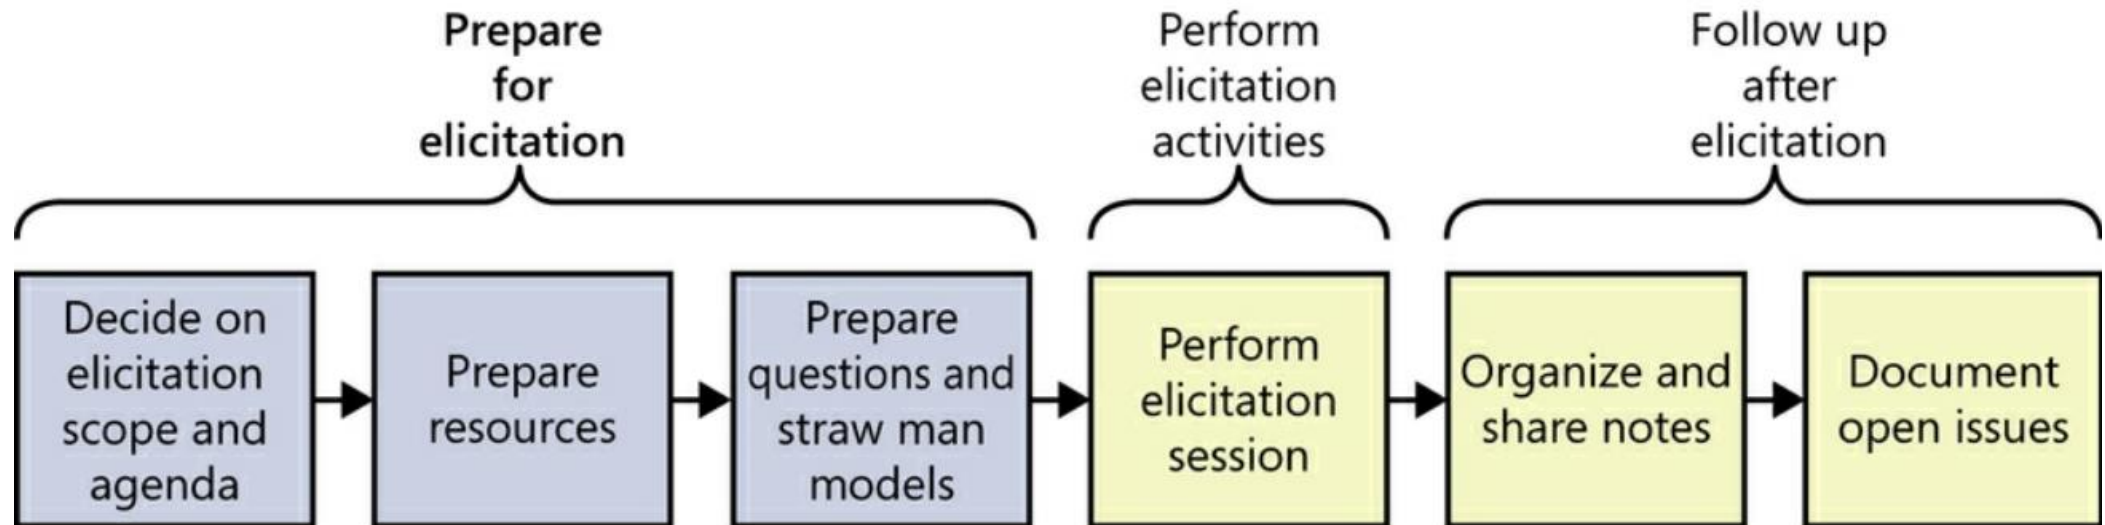 Prepare
for
elicitation
Perform
elicitation
activities
Follow up
after
elicitation
Decide on
elicitation
scope and
agenda
Prepare
resources
Prepare
questions and
straw man
models
Perform
elicitation
session
Organize and
share notes
Document
open issues